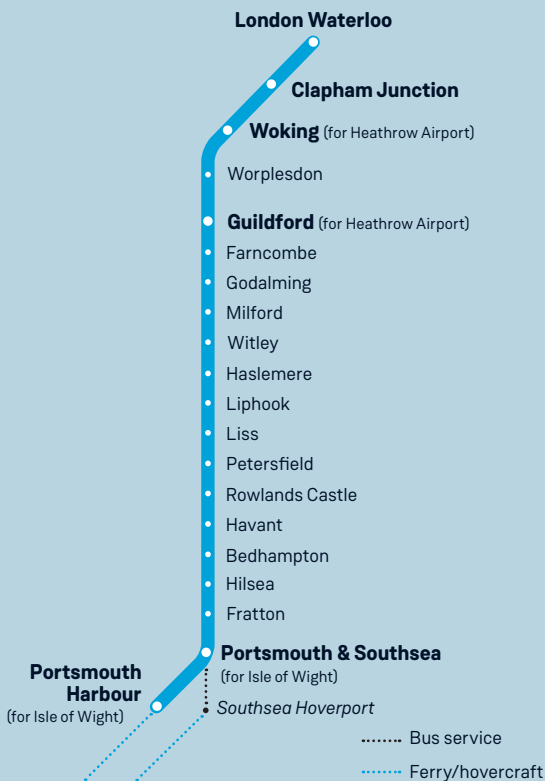 London Waterloo
Clapham Junction
Woking (for Heathrow Airport)
Worplesdon
Guildford (for Heathrow Airport)
Farncombe
Godalming
Milford
Witley
Haslemere
Liphook
Liss
Petersfield
Rowlands Castle
Havant
Bedhampton
Hilsea
Fratton
Portsmouth & Southsea
(for Isle of Wight)
Portsmouth
Harbour
(for Isle of Wight)
Southsea Hoverport
Bus service
Ferry/hovercraft